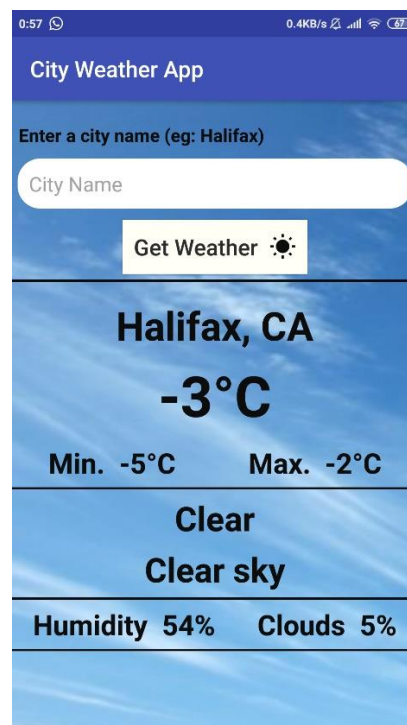 0:57 0.4KB/s 67
City Weather App
Enter a city name (eg: Halifax)
City Name
Get Weather
Halifax, CA
-3°C
Min. -5°C Max. -2°C
Clear
Clear sky
Humidity 54% Clouds 5%